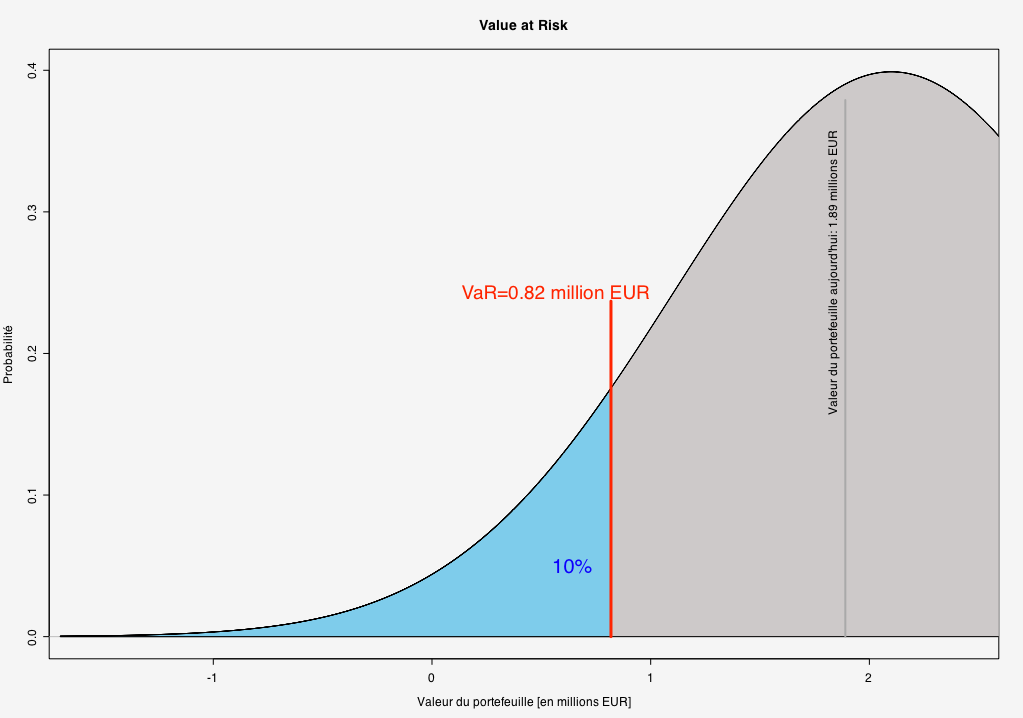 Value at Risk
Probabilité
0.4
0.3
0.2
0.1
0.0
VaR=0.82 million EUR
10%
Valeur du portefeuille aujourd'hui: 1.89 millions EUR
-1
0
1
2
Valeur du portefeuille [en millions EUR]